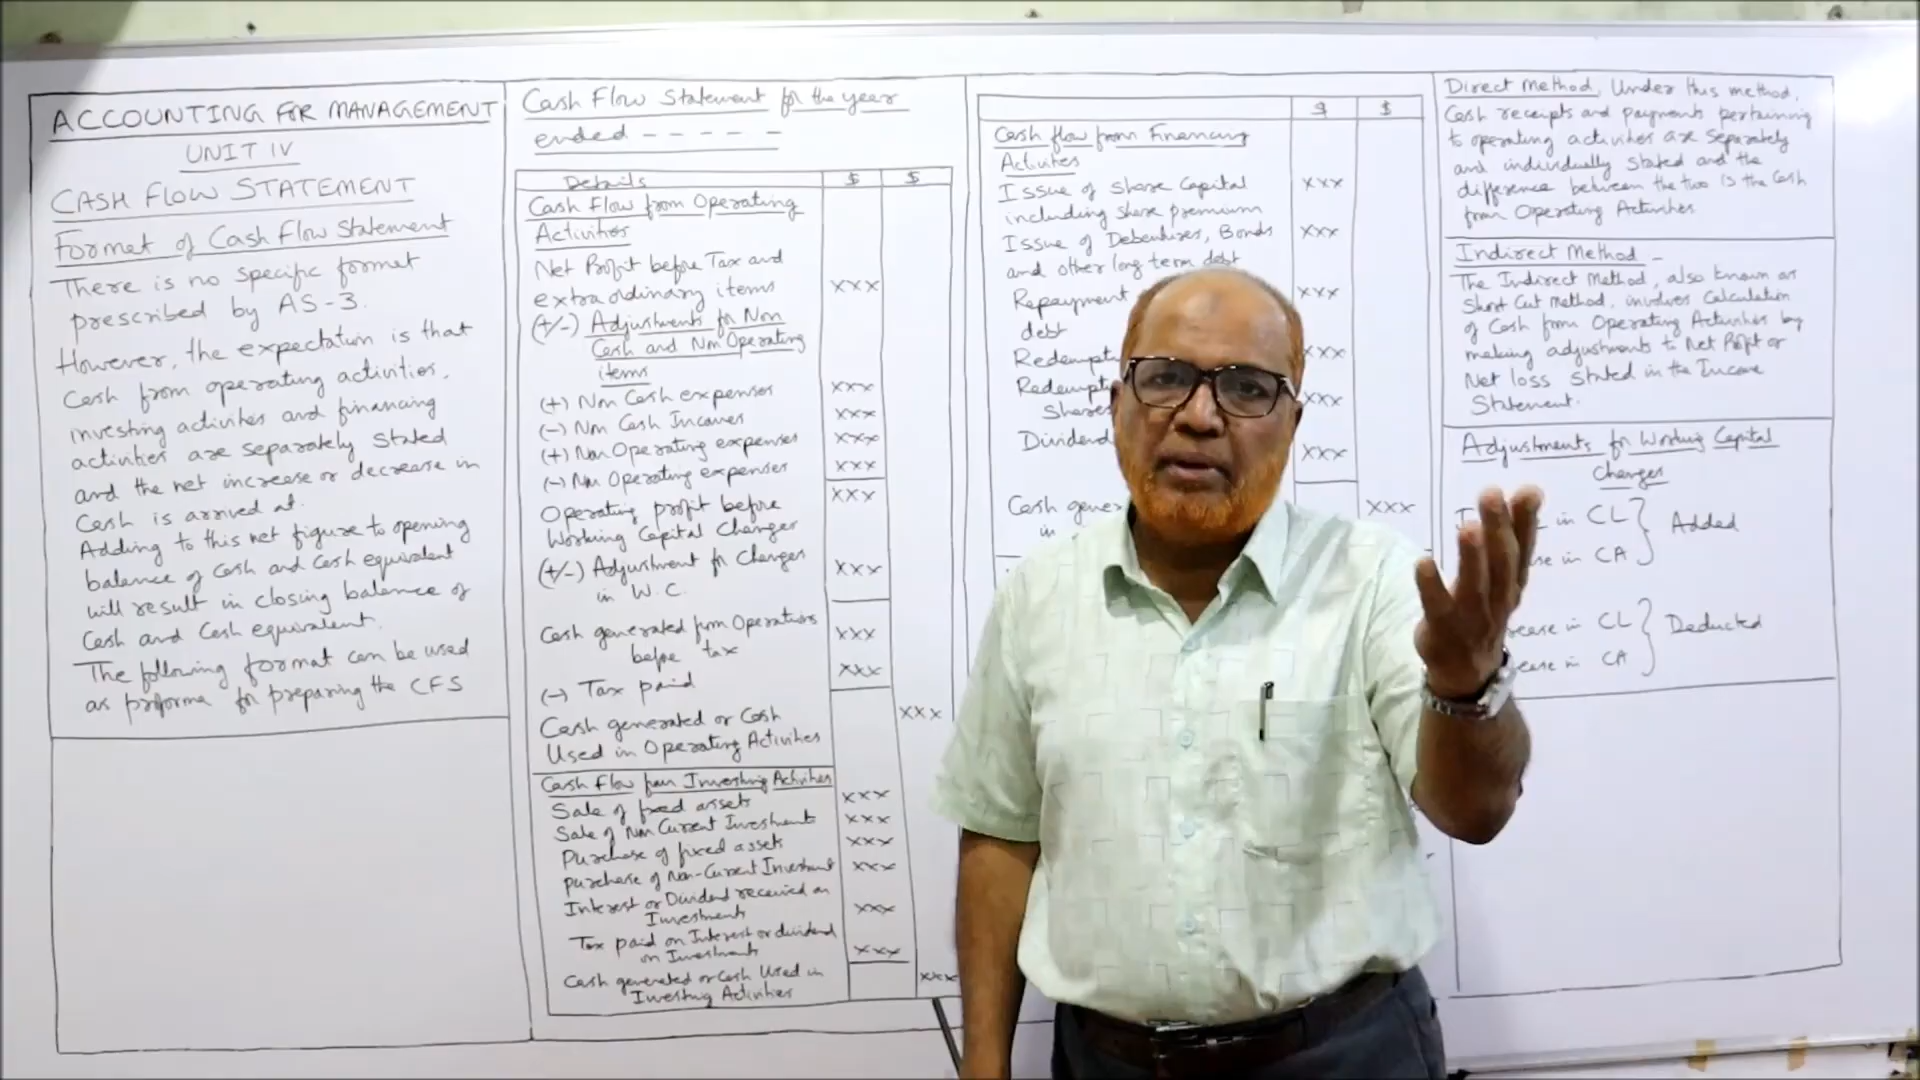 ACCOUNTING FOR MANAGEMENT
UNIT IV
CASH FLOW STATEMENT
Format of Cash Flow Statement
There is no specific format
prescribed by AS-3.
However, the expectation is that
Cash from operating activities,
investing activities and financing
activities are separately stated
and the net increase or decrease in
Cash is arrived at.
Adding to this net figure to opening
balance of Cash and Cash equivalent
will result in closing balance of
Cash and Cash equivalent.
The following format can be used
as proforma for preparing the CFS
Cash Flow Statement for the year
ended - - - - -
Details $ $
Cash Flow from Operating
Activities
Net Profit before Tax and
extraordinary items xxx
(+/-) Adjustments for Non
Cash and Non Operating
items
(+) Non Cash expenses xxx
(-) Non Cash Incomes xxx
(+) Non Operating expenses xxx
(-) Non Operating expenses xxx
Operating profit before xxx
Working Capital Changes
(+/-) Adjustment for Changes xxx
in W.C.
Cash generated from Operations xxx
before tax
(-) Tax paid xxx
Cash generated or Cash xxx
Used in Operating Activities
Cash Flow from Investing Activities
Sale of fixed assets xxx
Sale of Non Current Investments xxx
Purchase of fixed assets xxx
purchase of Non-Current Investment xxx
Interest or Dividend received on
Investments xxx
Tax paid on Interest or dividend
on Investments xxx
Cash generated or Cash Used in xxx
Investing Activities
$ $
Cash flow from Financing
Activities
Issue of Share Capital xxx
including share premium
Issue of Debentures, Bonds xxx
and other long term debt
Repayment xxx
debt
Redempt xxx
Redempt
Shares xxx
Dividend xxx
Cash gener xxx
in
Direct Method, Under this method,
Cash receipts and payments pertaining
to operating activities are separately
and individually stated and the
difference between the two is the Cash
from Operating Activities
Indirect Method -
The Indirect Method, also known as
Short Cut Method, involves Calculation
of Cash from Operating Activities by
making adjustments to Net Profit or
Net loss stated in the Income
Statement.
Adjustments for Working Capital
Changes
in CL
Added
se in CA
rease in CL
Deducted
rease in CA